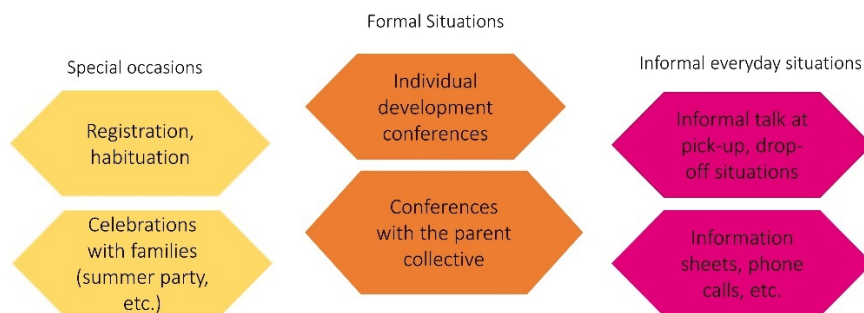 Special occasions
Registration,
habituation
Celebrations
with families
(summer party,
etc.)
Formal Situations
Individual
development
conferences
Conferences
with the parent
collective
Informal everyday situations
Informal talk at
pick-up, drop-
off situations
Information
sheets, phone
calls, etc.